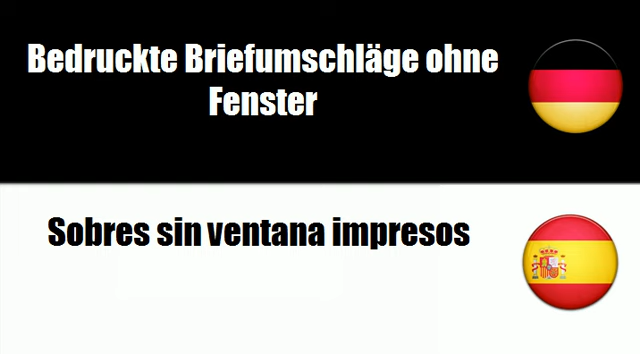 Bedruckte Briefumschläge ohne
Fenster
Sobres sin ventana impresos